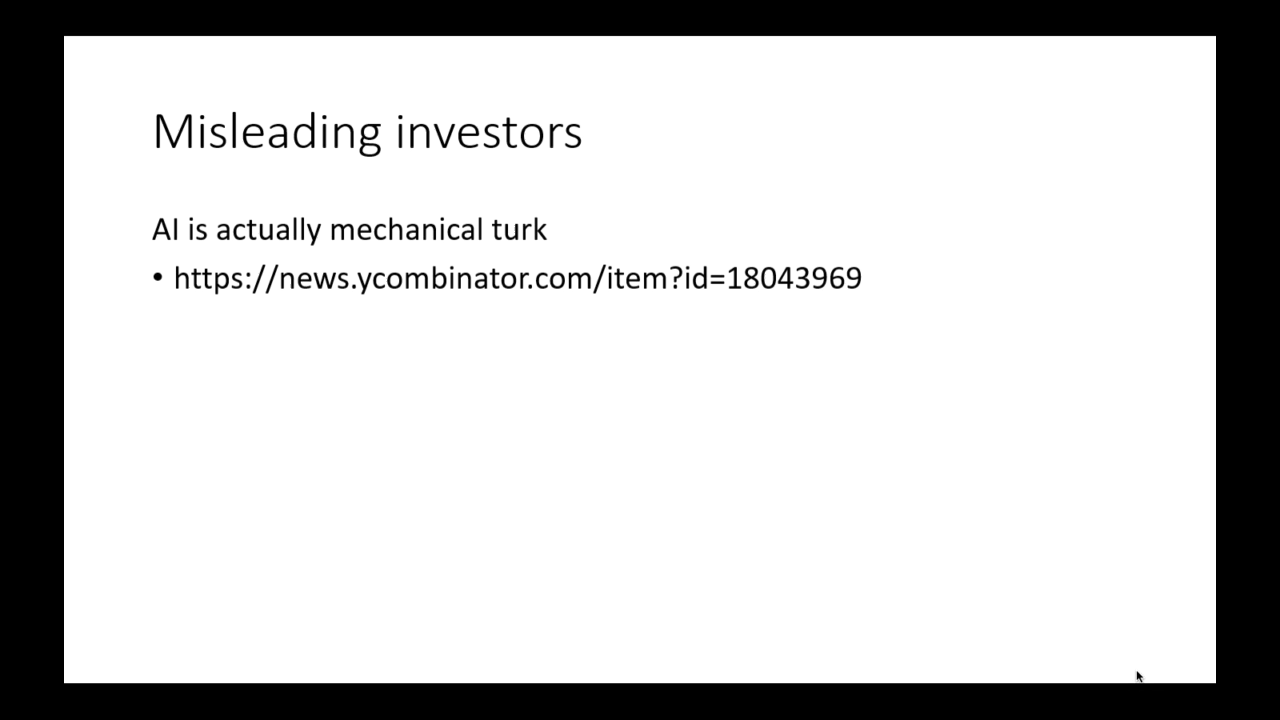 Misleading investors
AI is actually mechanical turk
• https://news.ycombinator.com/item?id=18043969